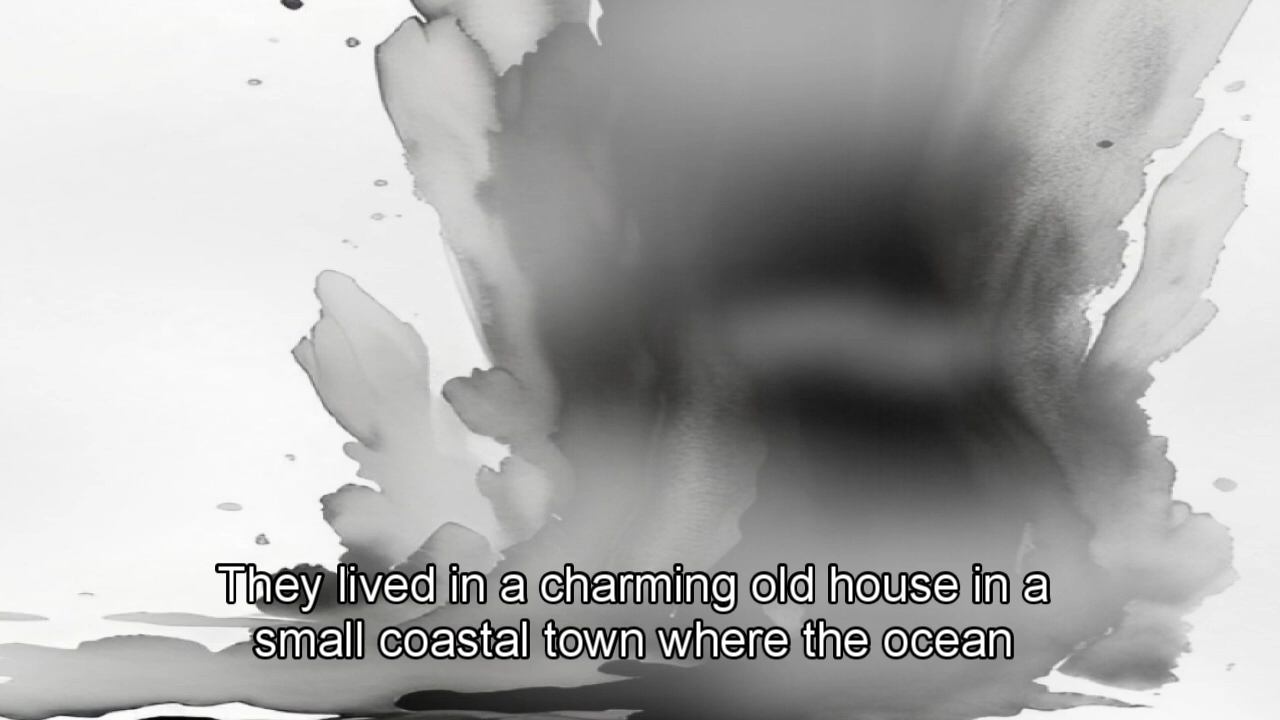 They lived in a charming old house in a
small coastal town where the ocean